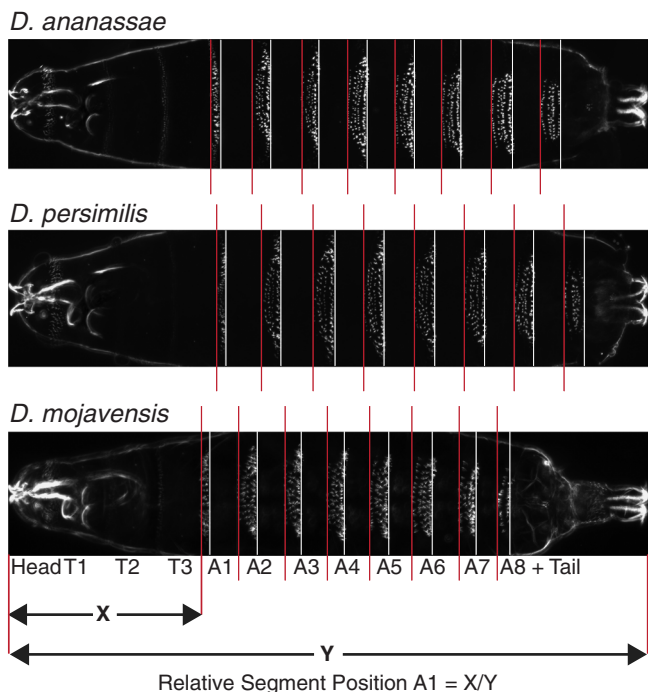 D. ananassae
D. persimilis
D. mojavensis
Head T1 T2 T3 A1 A2 A3 A4 A5 A6 A7 A8 + Tail
X
Y
Relative Segment Position A1 = X/Y